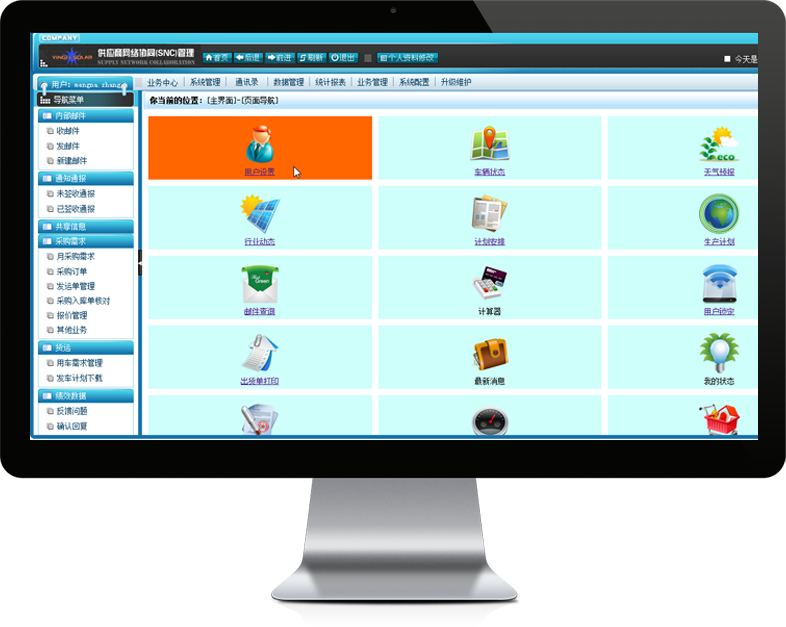 COMPANY
YINGLI SOLAR
供应商网络协同(SNC)管理
SUPPLY NETWORK COLLABORATION
首页 后退 前进 刷新 退出 个人资料修改
今天是
用户：mengna zhang
业务中心 系统管理 通讯录 数据管理 统计报表 业务管理 系统配置 升级维护
导航菜单
你当前的位置：[主界面]-[页面导航]
内部邮件
收邮件
发邮件
新建邮件
通知通报
未签收通报
已签收通报
共享信息
采购需求
月采购需求
采购订单
发运单管理
采购入库单核对
报价管理
其他业务
货运
用车需求管理
发车计划下载
绩效数据
反馈问题
确认回复
用户设置 车辆状态 天气预报
eco
行业动态 计划安排 生产计划
Green
邮件查询 计算器 用户锁定
出货单打印 最新消息 我的状态